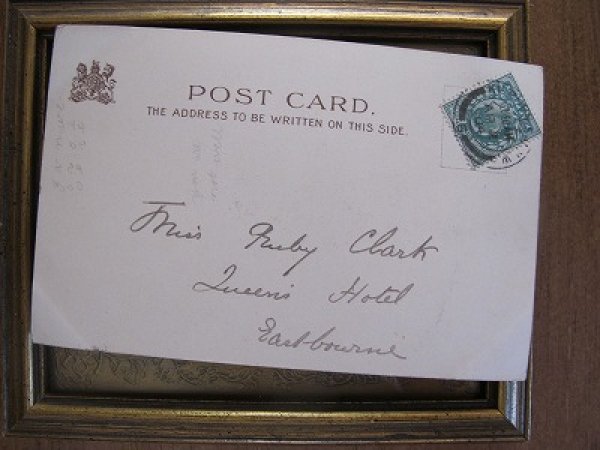 POST CARD.
THE ADDRESS TO BE WRITTEN ON THIS SIDE.
Miss Ruby Clark
Queen's Hotel
Eastbourne